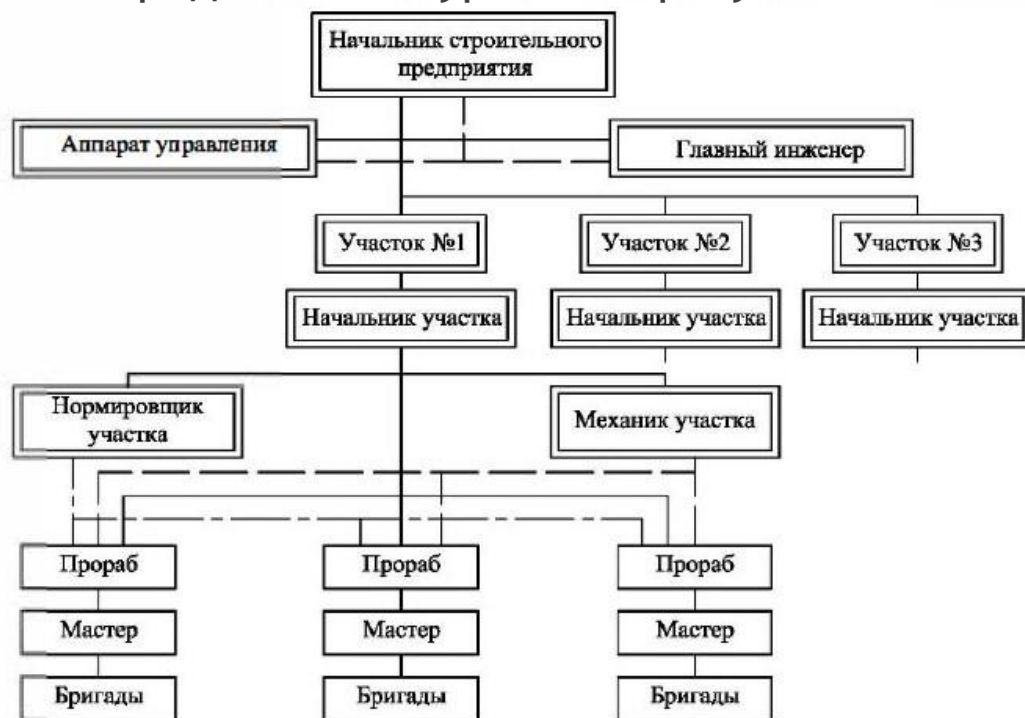 Начальник строительного
предприятия
Аппарат управления
Главный инженер
Участок №1
Участок №2
Участок №3
Начальник участка
Начальник участка
Начальник участка
Нормировщик
участка
Механик участка
Прораб
Прораб
Прораб
Мастер
Мастер
Мастер
Бригады
Бригады
Бригады